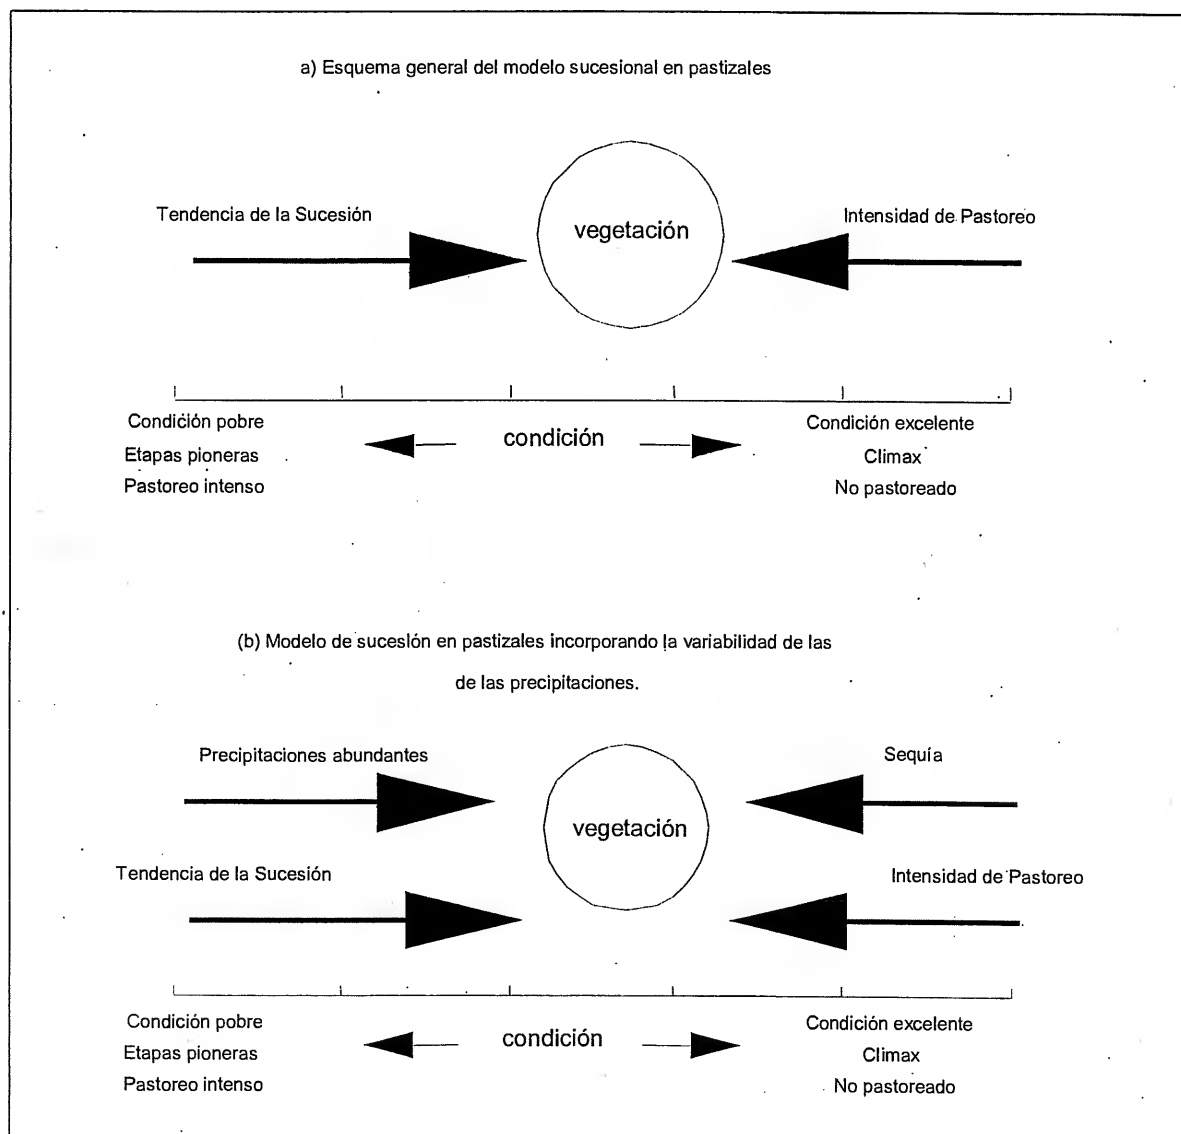 a) Esquema general del modelo sucesional en pastizales
Tendencia de la Sucesión
vegetación
Intensidad de Pastoreo
Condición pobre
condición
Condición excelente
Etapas pioneras
Climax
Pastoreo intenso
No pastoreado
(b) Modelo de sucesión en pastizales incorporando la variabilidad de las
de las precipitaciones.
Precipitaciones abundantes
Sequía
vegetación
Tendencia de la Sucesión
Intensidad de Pastoreo
Condición pobre
condición
Condición excelente
Etapas pioneras
Climax
Pastoreo intenso
No pastoreado